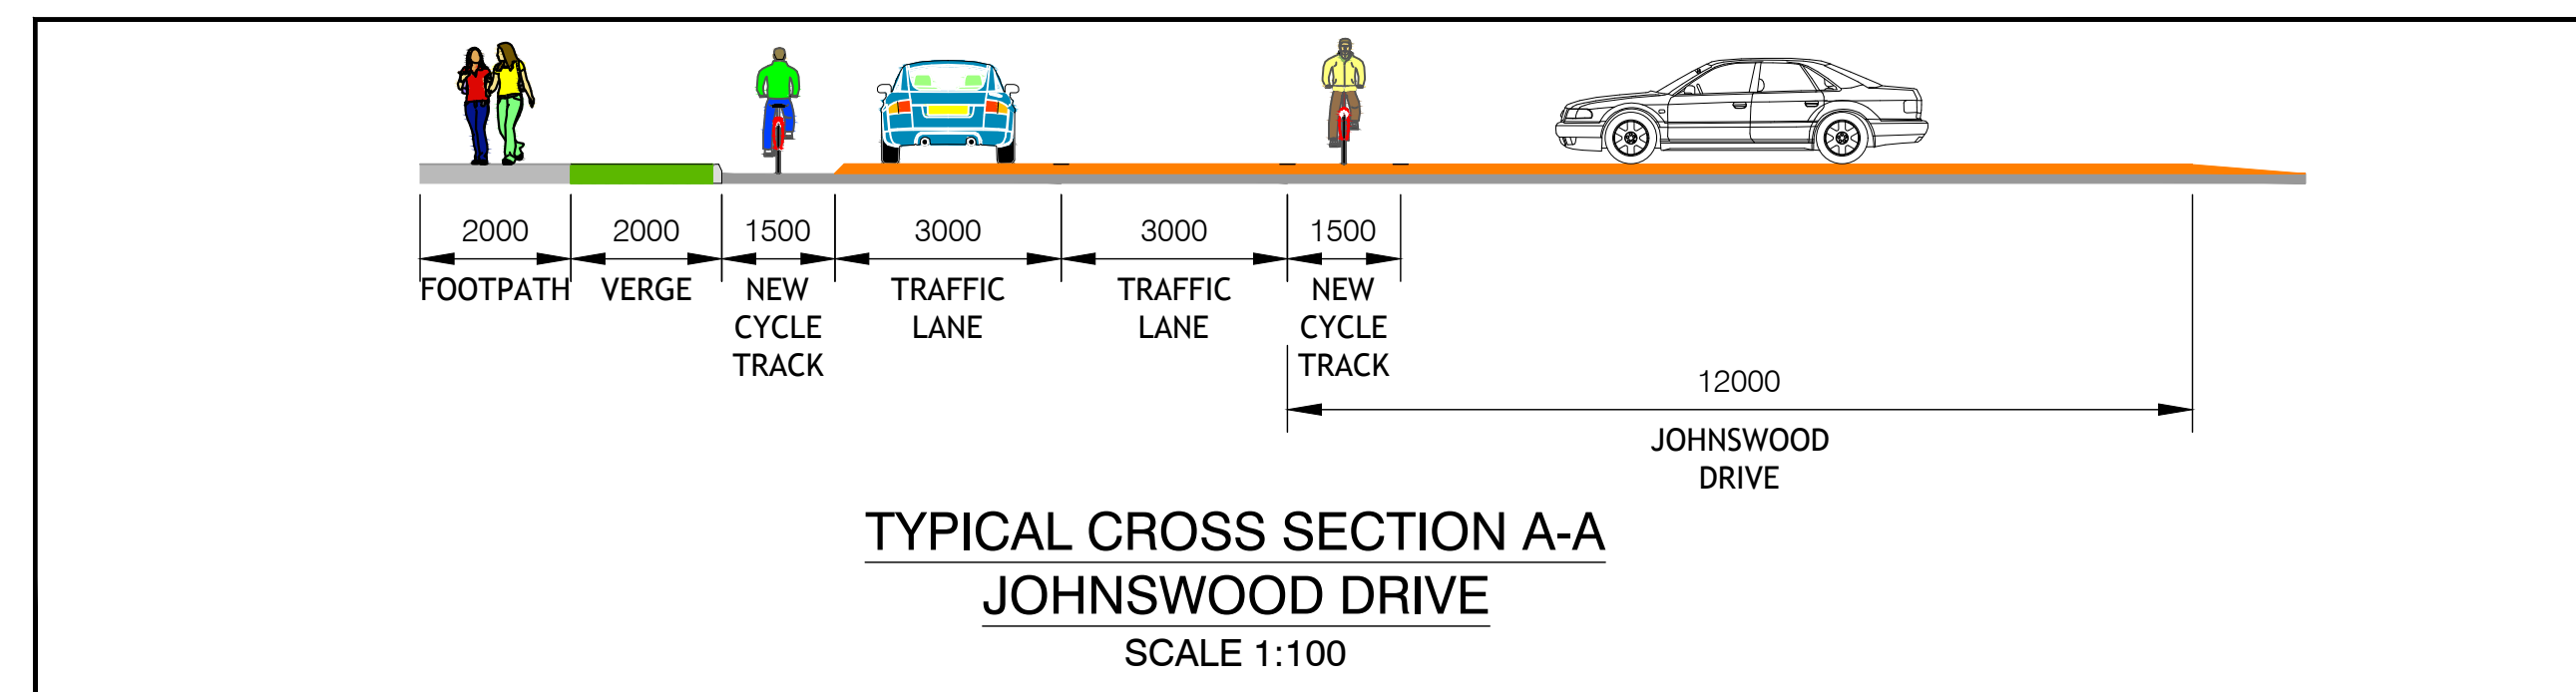 2000 2000 1500 3000 3000 1500
FOOTPATH VERGE NEW TRAFFIC TRAFFIC NEW
CYCLE LANE LANE CYCLE
TRACK TRACK
12000
JOHNSWOOD
DRIVE
TYPICAL CROSS SECTION A-A
JOHNSWOOD DRIVE
SCALE 1:100